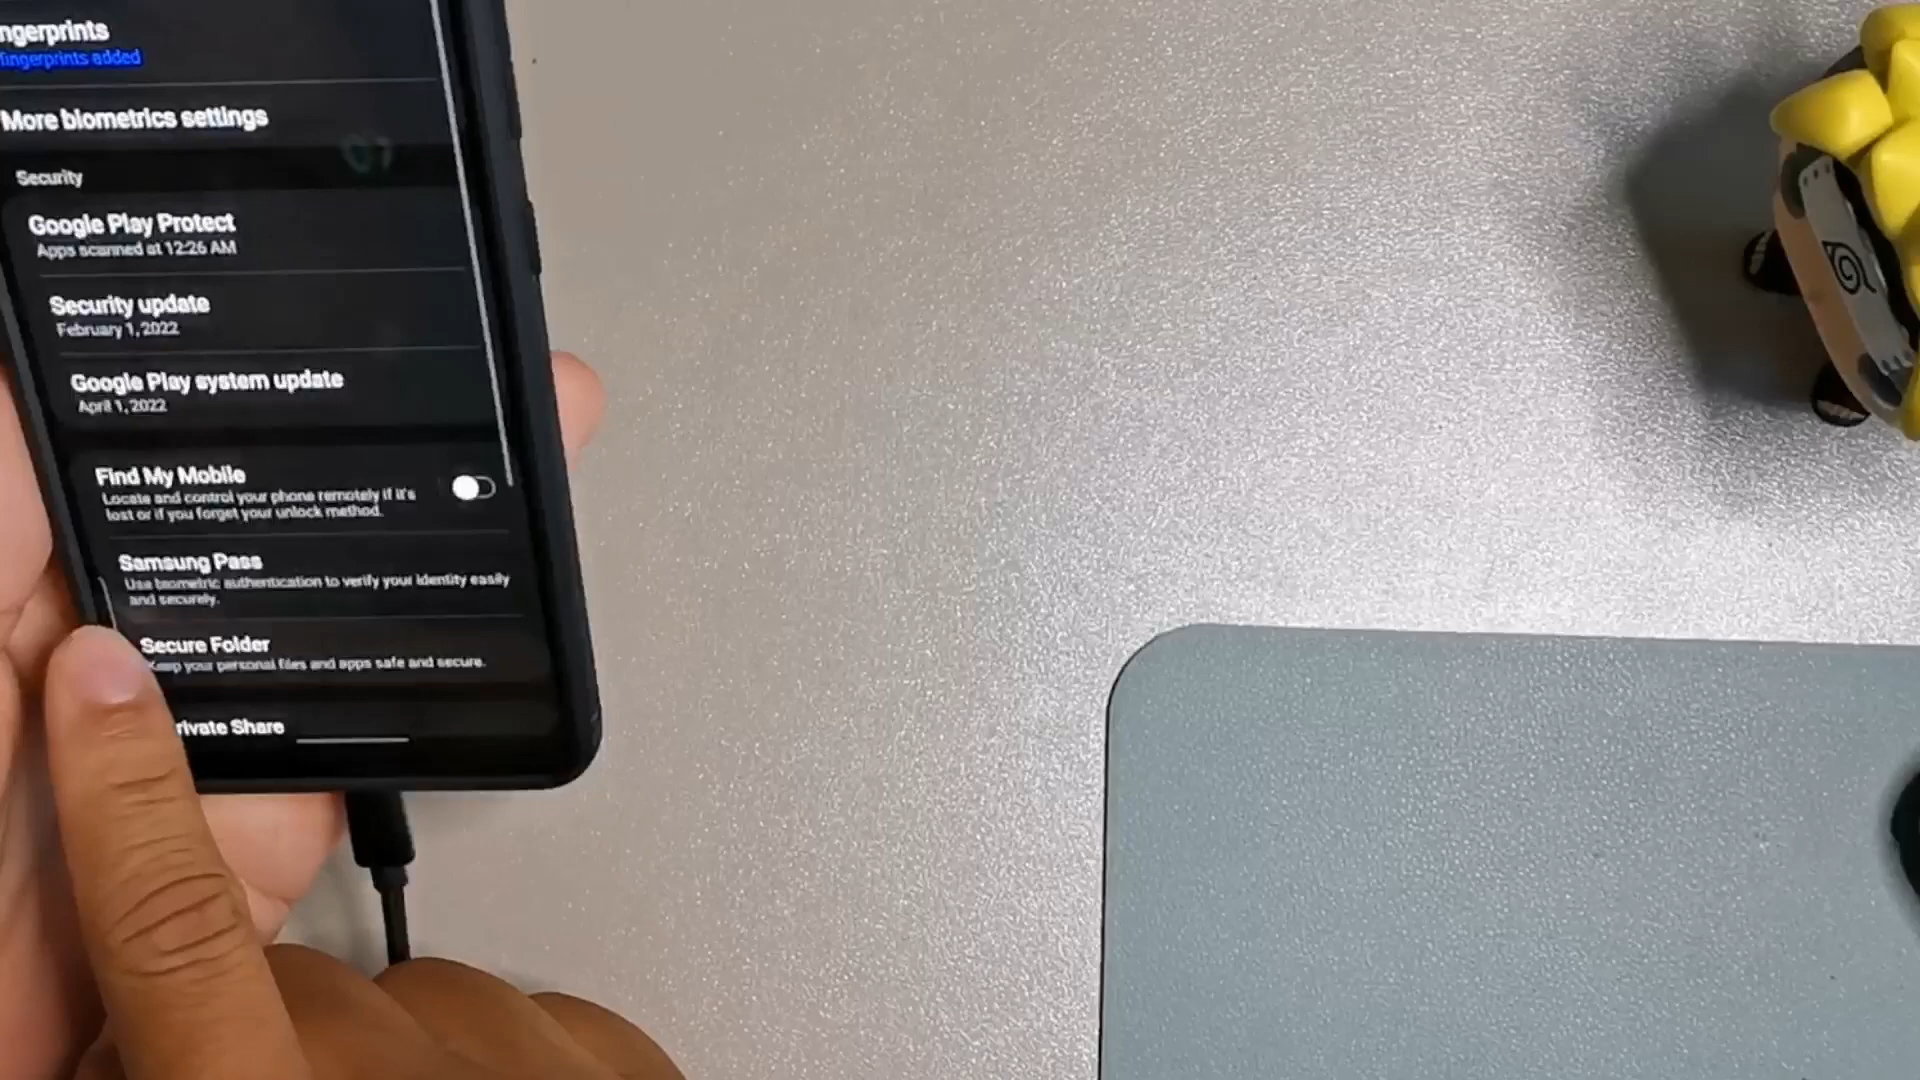 ngerprints
fingerprints added
More biometrics settings
Security
Google Play Protect
Apps scanned at 12:26 AM
Security update
February 1, 2022
Google Play system update
April 1, 2022
Find My Mobile
Locate and control your phone remotely if it's
lost or if you forget your unlock method.
Samsung Pass
Use biometric authentication to verify your identity easily
and securely.
Secure Folder
Keep your personal files and apps safe and secure.
rivate Share